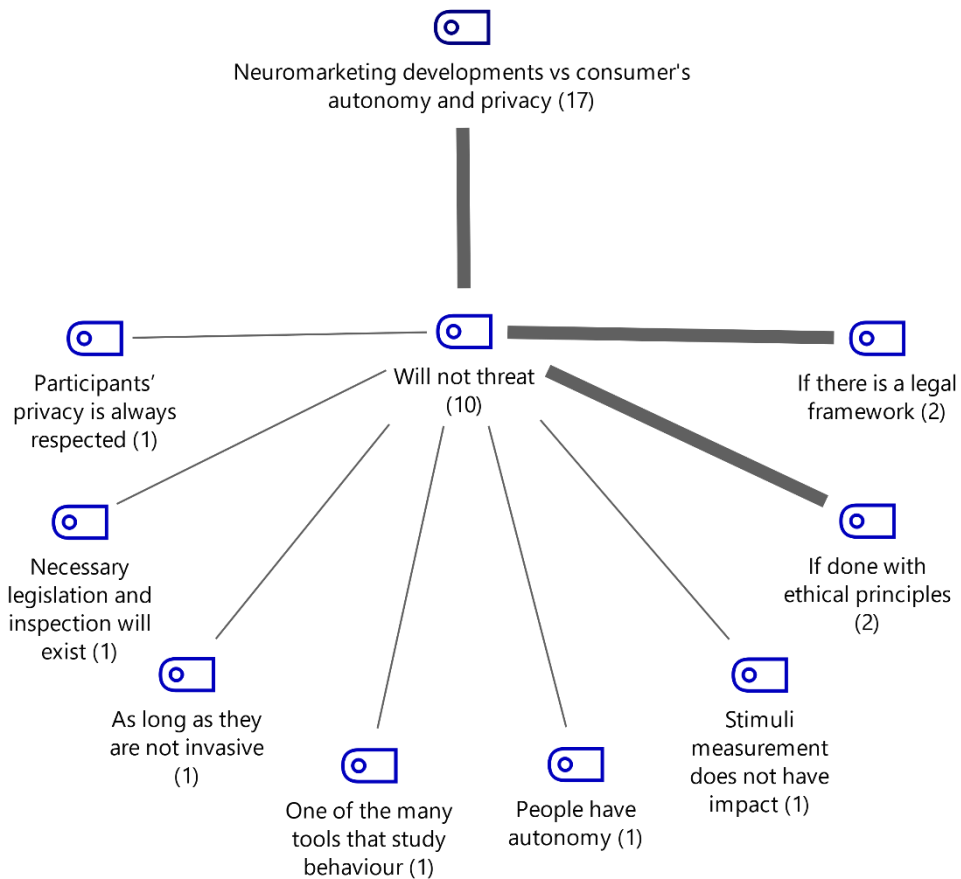 Neuromarketing developments vs consumer's
autonomy and privacy (17)
Participants’
privacy is always
respected (1)
Will not threat
(10)
If there is a legal
framework (2)
Necessary
legislation and
inspection will
exist (1)
If done with
ethical principles
(2)
As long as they
are not invasive
(1)
One of the many
tools that study
behaviour (1)
People have
autonomy (1)
Stimuli
measurement
does not have
impact (1)